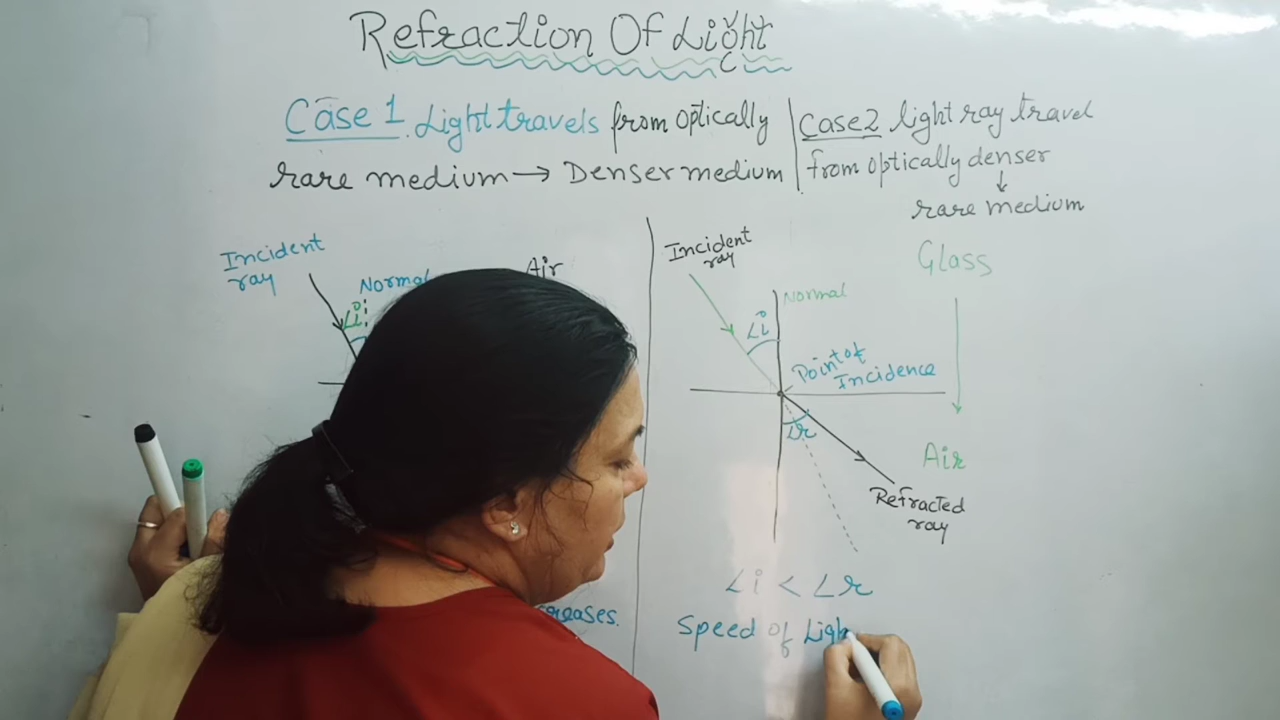 Refraction Of Light
Case 1. Light travels from optically
rare medium → Denser medium
Case 2 light ray travel
from optically denser
↓
rare medium
Incident
ray
Normal
Air
∠i
Incident
ray
Normal
∠i
Point of
Incidence
∠r
Refracted
ray
Glass
Air
∠i < ∠r
Speed of Ligh